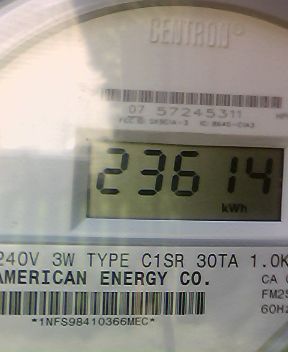 CENTRON®
07 57245311
23614
kWh
240V 3W TYPE C1SR 30TA 1.0K
AMERICAN ENERGY CO.
CA
FM2S
60HZ
*1NFS98410366MEC*